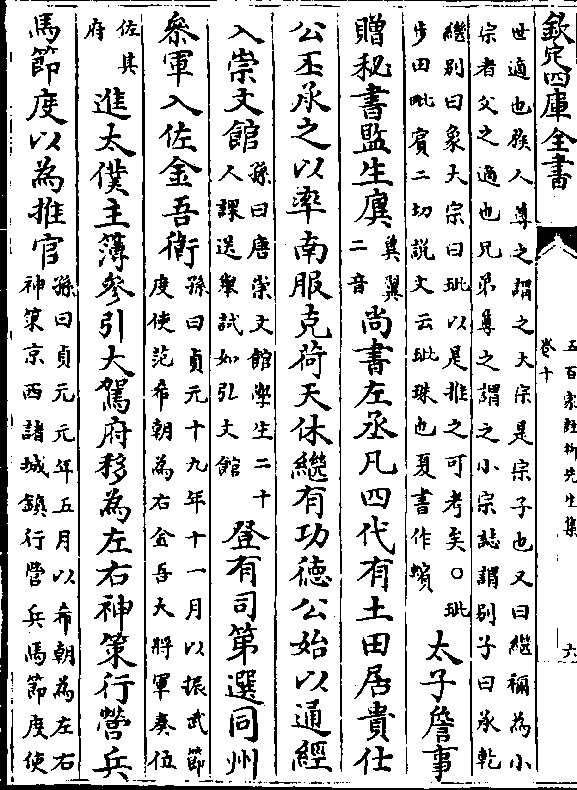 欽定四庫全書
五百家註柳先生集
卷十
六
世適也族人尊之謂之大宗是宗子也又曰繼禰為小
宗者父之適也兄弟尊之謂之小宗誌謂别子曰承乾
繼别曰象大宗曰玭以是推之可考矣○玭
步田毗賓二切說文云玭珠也夏書作蠙
太子詹事
贈秘書監生廙
異翼
二音
尚書左丞凡四代有土田居貴仕
公丕承之以率南服克荷天休繼有功德公始以通經
入崇文館
孫曰唐崇文館學生二十
人課送舉試如弘文館
登有司第選同州
參軍入佐金吾衛
孫曰貞元十九年十一月以振武節
度使范希朝為右金吾大將軍奏位
佐其
府
進太僕主簿參引大駕府移為左右神策行營兵
馬節度以為推官
孫曰貞元元年五月以希朝為左右
神策京西諸城鎮行營兵馬節度使